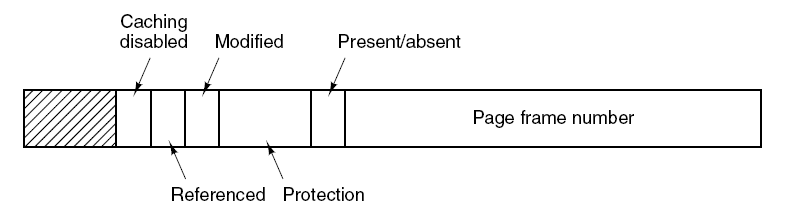 Caching
disabled
Modified
Present/absent
Page frame number
Referenced
Protection